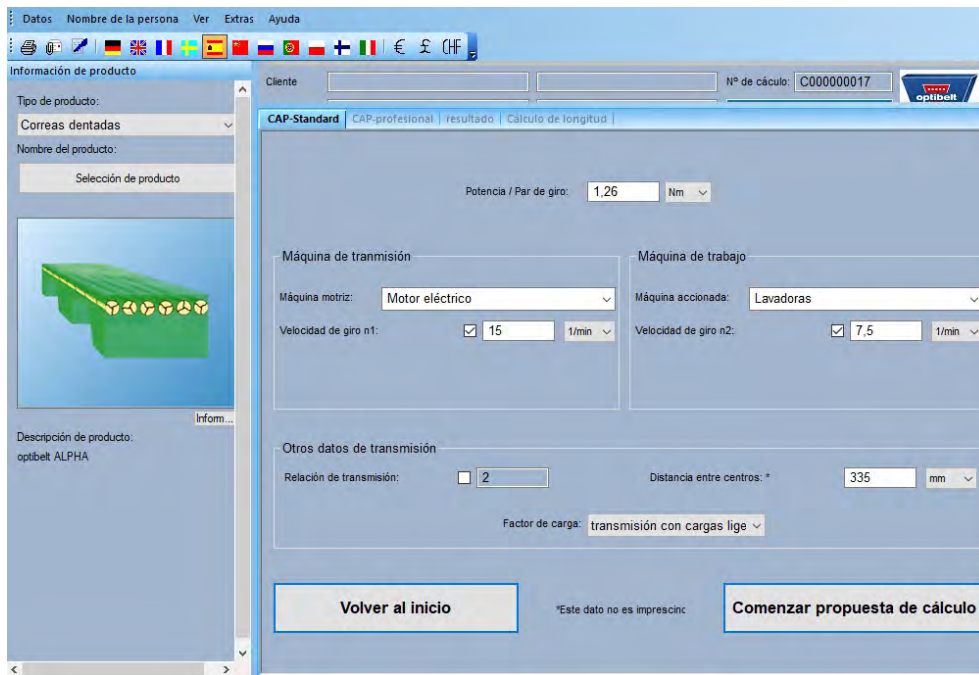 Datos Nombre de la persona Ver Extras Ayuda
€ £ CHF
Información de producto
Tipo de producto:
Correas dentadas
Nombre del producto:
Selección de producto
Inform...
Descripción de producto:
optibelt ALPHA
Cliente
Nº de cáculo: C000000017
optibelt
CAP-Standard CAP-profesional resultado Cálculo de longitud
Potencia / Par de giro: 1,26 Nm
Máquina de tranmisión
Máquina motriz: Motor eléctrico
Velocidad de giro n1: 15 1/min
Máquina de trabajo
Máquina accionada: Lavadoras
Velocidad de giro n2: 7,5 1/min
Otros datos de transmisión
Relación de transmisión: 2
Distancia entre centros: * 335 mm
Factor de carga: transmisión con cargas lige
Volver al inicio
*Este dato no es imprescinc
Comenzar propuesta de cálculo